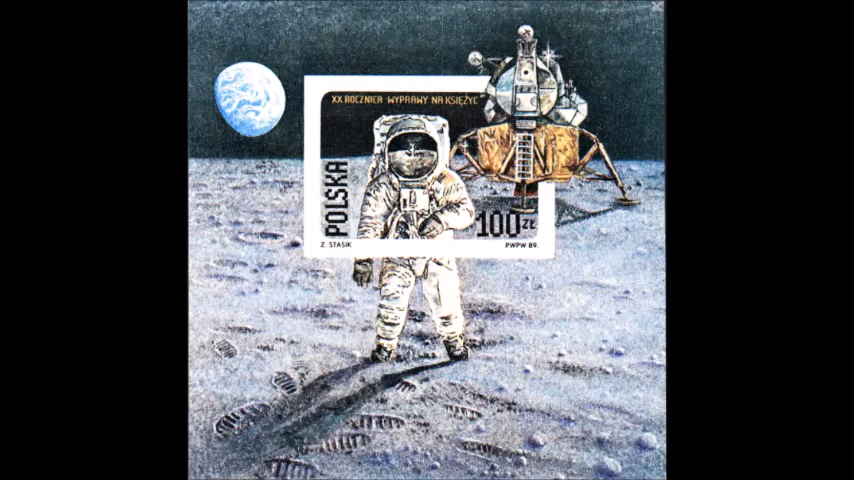 XX ROCZNICA WYPRAWY NA KSIĘŻYC
POLSKA
100 ZŁ
Z. STASIK
PWPW 89.